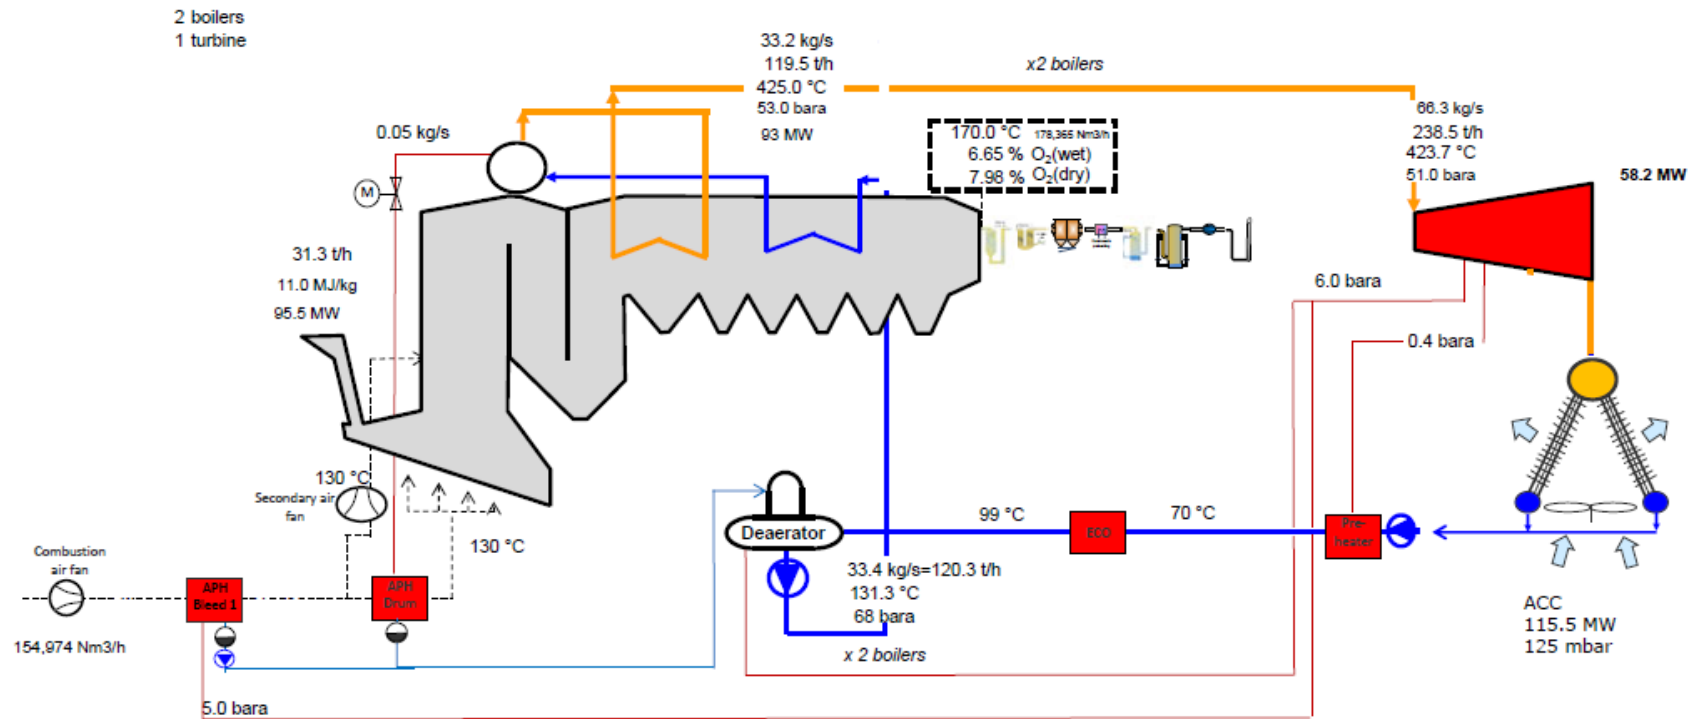 2 boilers
1 turbine
33.2 kg/s
119.5 t/h
425.0 °C
53.0 bara
93 MW
x2 boilers
66.3 kg/s
238.5 t/h
423.7 °C
51.0 bara
58.2 MW
0.05 kg/s
M
170.0 °C 178,365 Nm3/h
6.65 % O2(wet)
7.98 % O2(dry)
31.3 t/h
11.0 MJ/kg
95.5 MW
6.0 bara
0.4 bara
130 °C
Secondary air
fan
130 °C
Combustion
air fan
APH
Bleed 1
APH
Drum
154,974 Nm3/h
5.0 bara
Deaerator
99 °C
ECO
70 °C
Pre-
heater
33.4 kg/s=120.3 t/h
131.3 °C
68 bara
x 2 boilers
ACC
115.5 MW
125 mbar